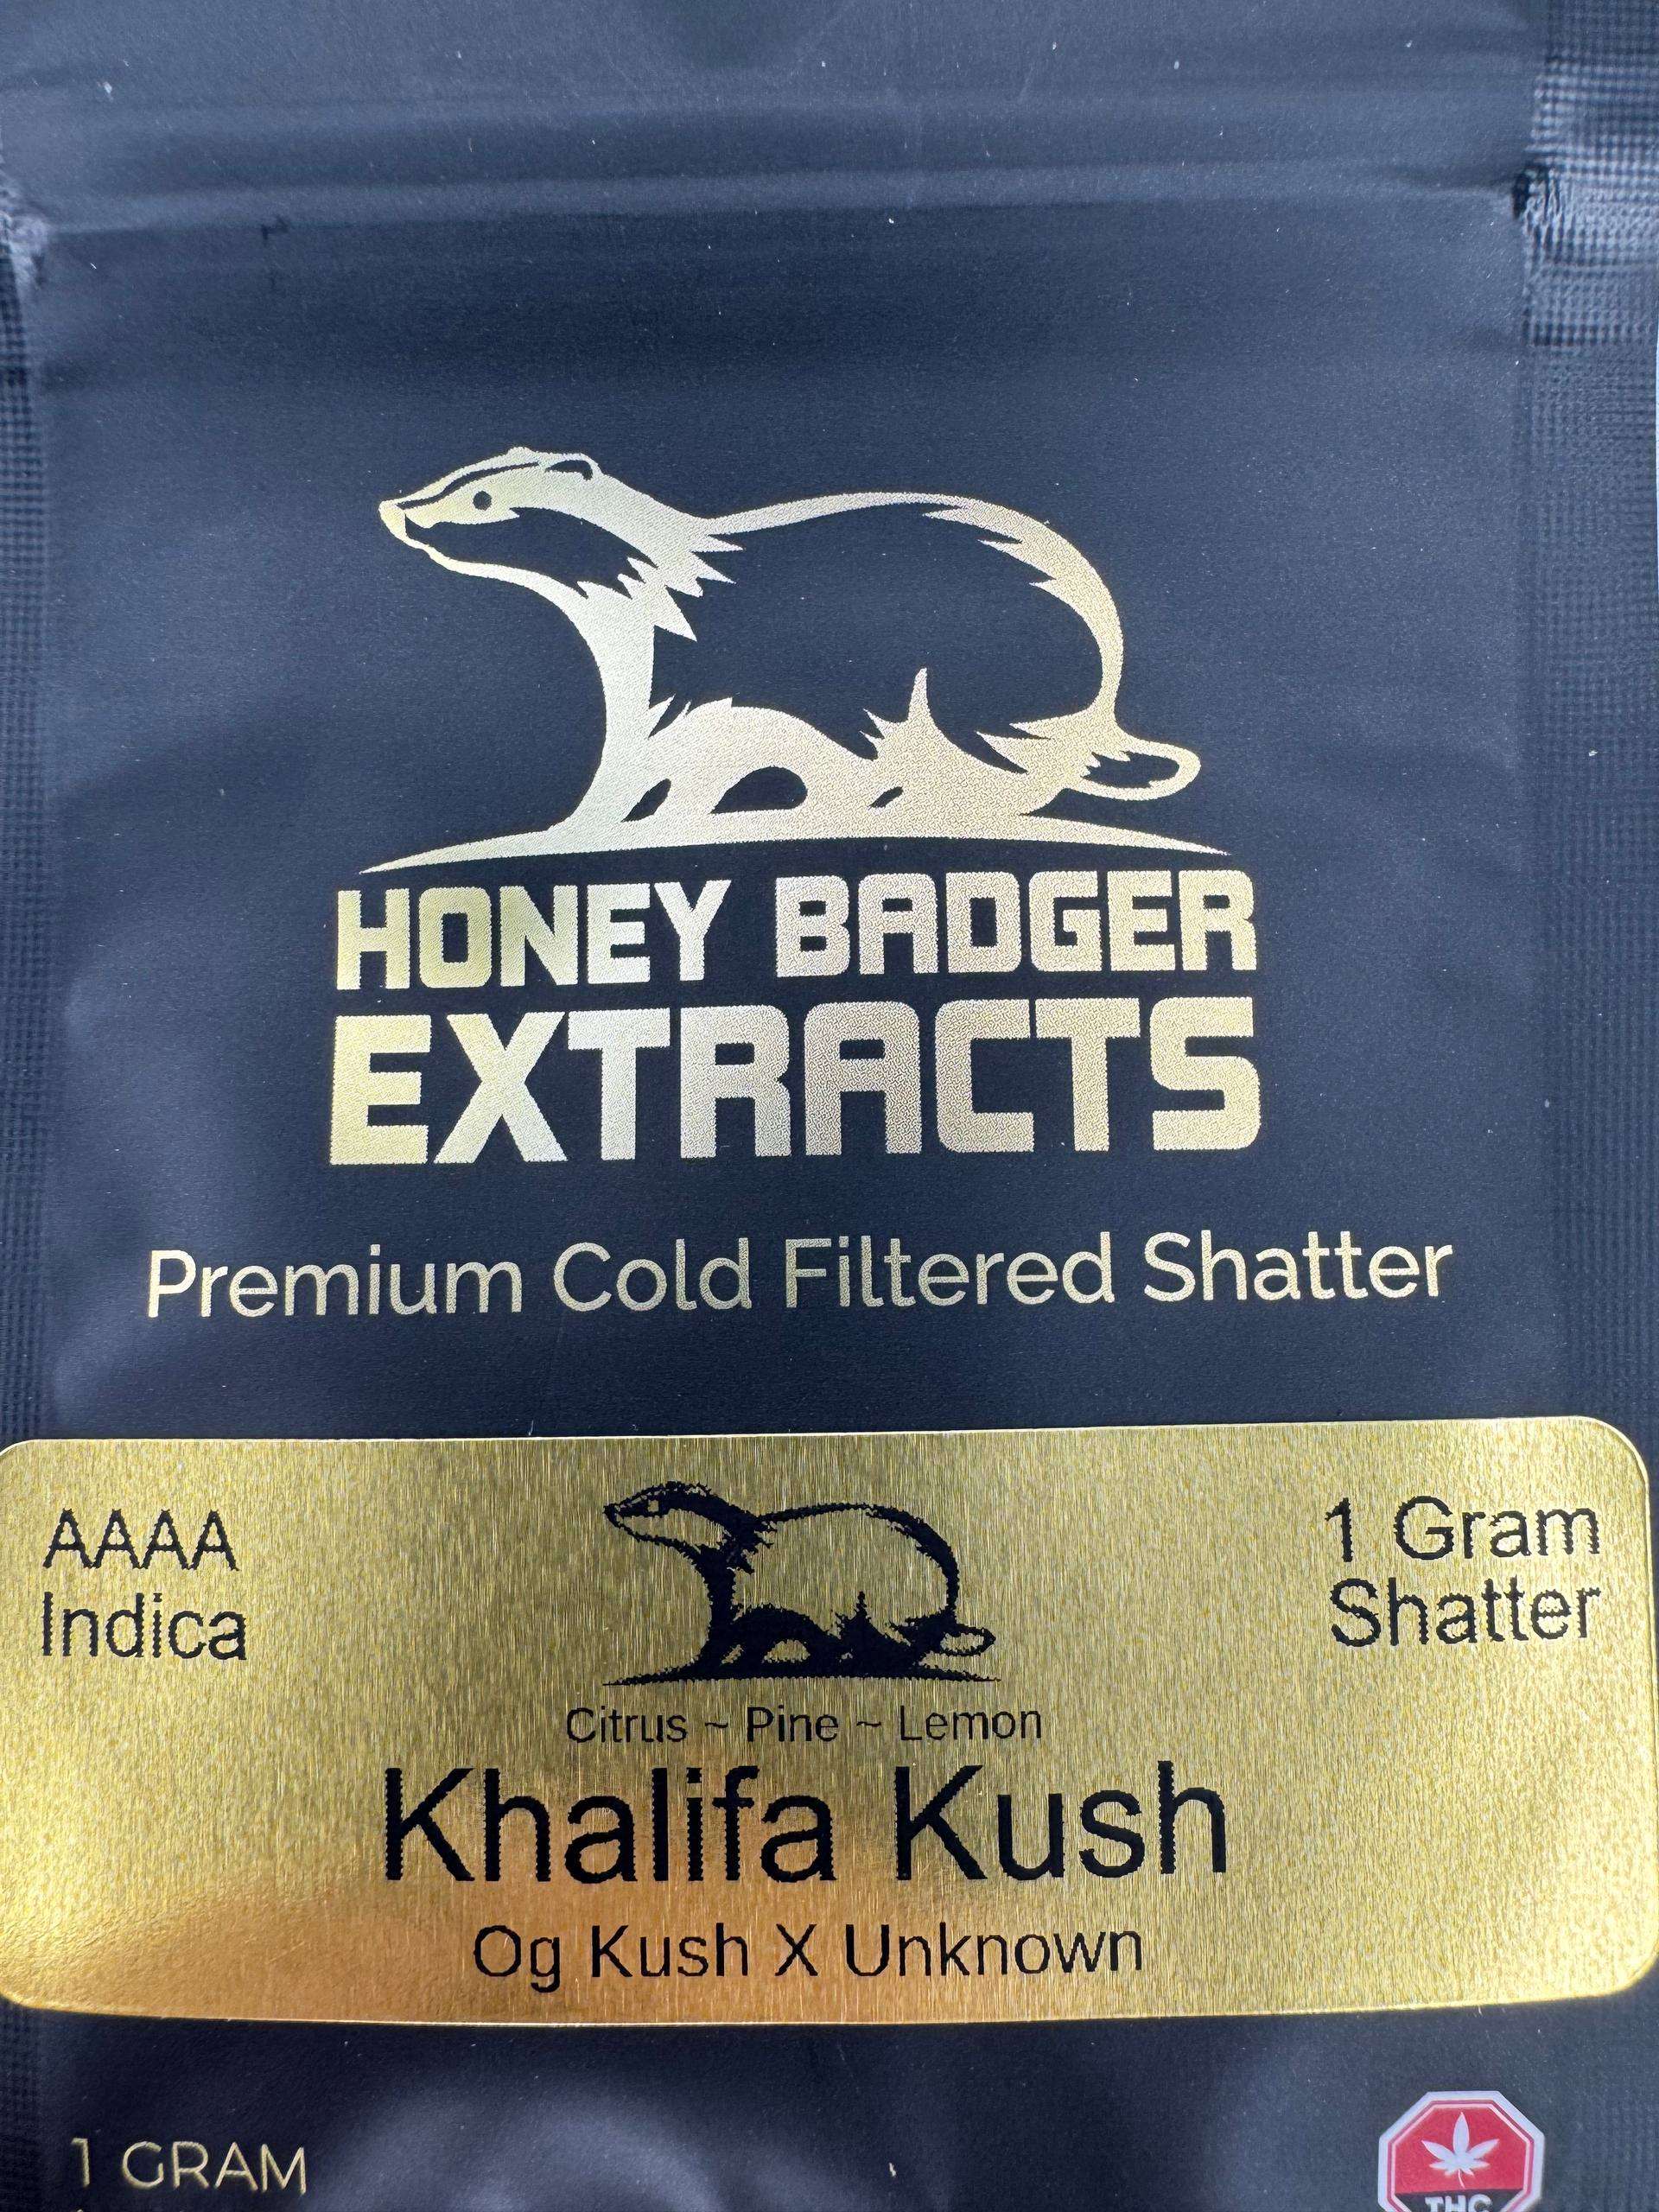 HONEY BADGER
EXTRACTS
Premium Cold Filtered Shatter
AAAA
Indica
1 Gram
Shatter
Citrus ~ Pine ~ Lemon
Khalifa Kush
Og Kush X Unknown
1 GRAM
THC